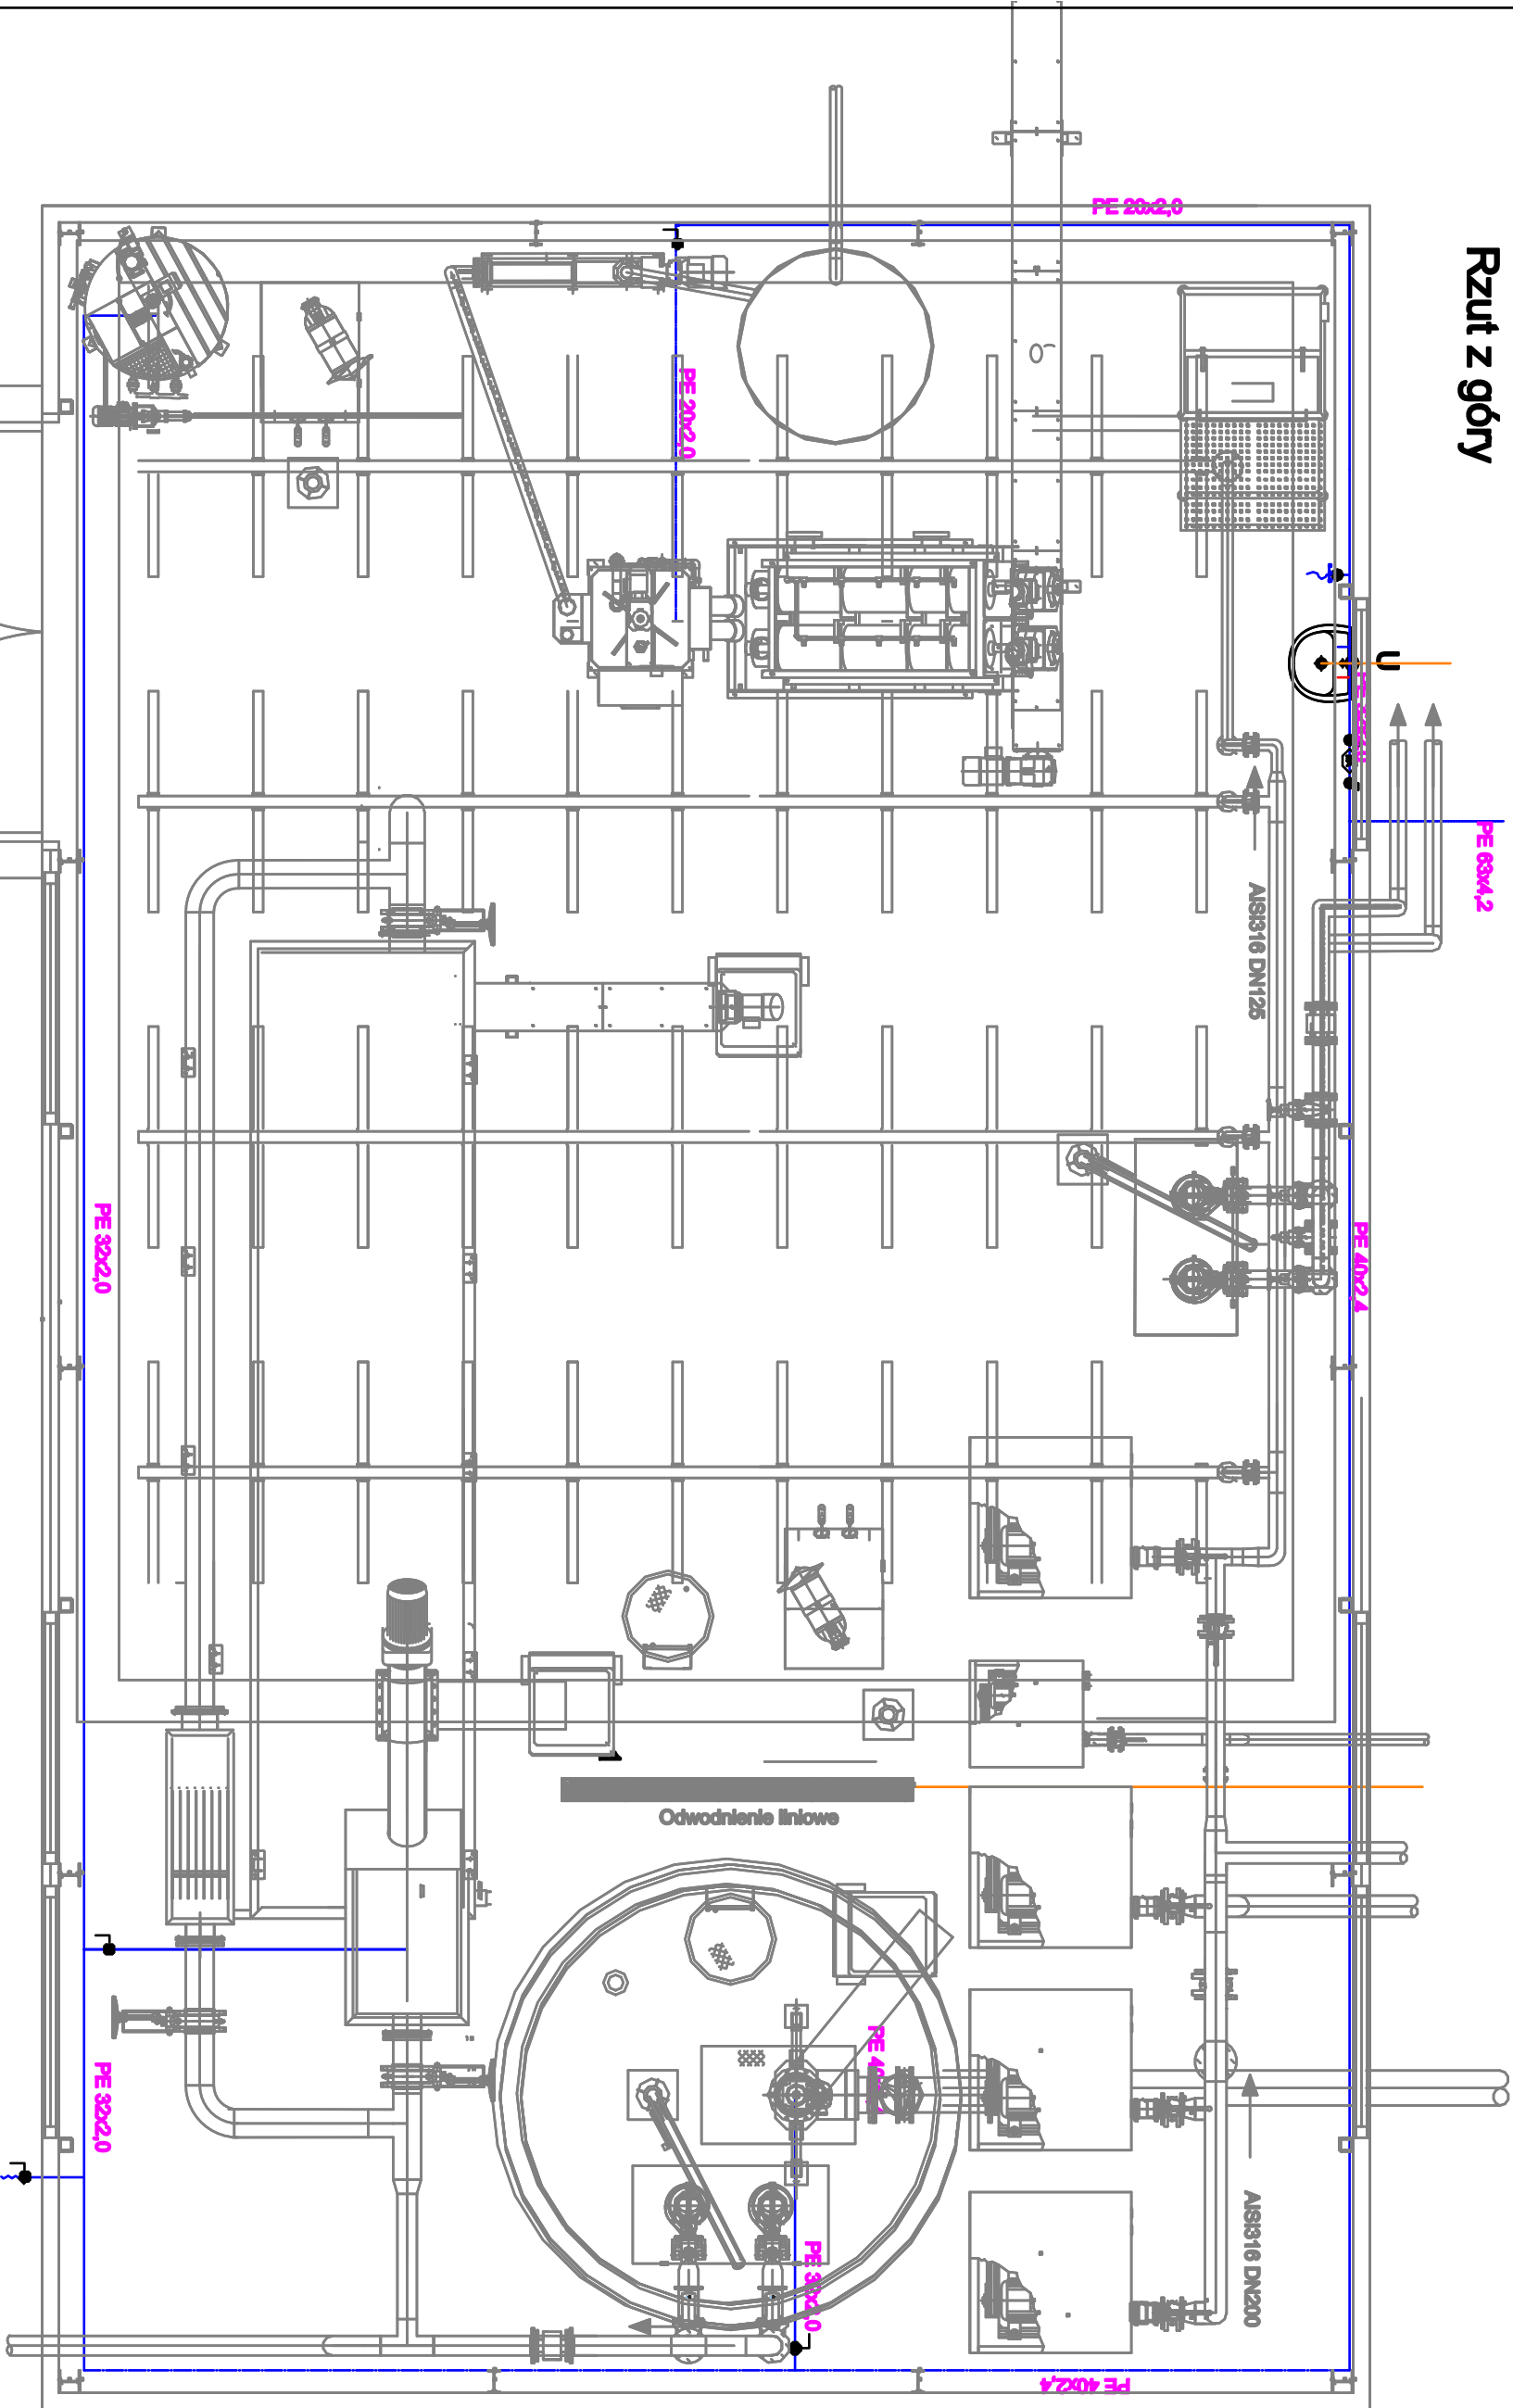 Rzut z góry
PE 20x2,0
PE 20x2,0
U
PE 63x4,2
AISI316 DN125
PE 32x2,0
PE 40x2,4
Odwodnienie liniowe
PE 32x2,0
PE 32x2,0
AISI316 DN200
PE 40x2,4